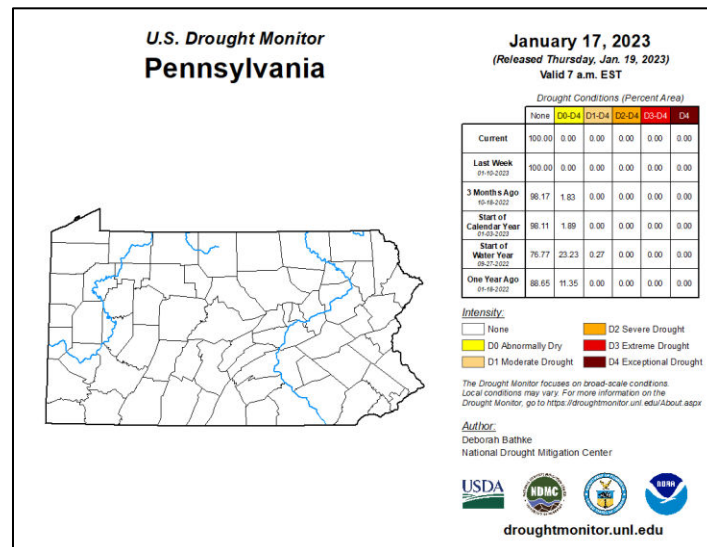 U.S. Drought Monitor
Pennsylvania
January 17, 2023
(Released Thursday, Jan. 19, 2023)
Valid 7 a.m. EST
Drought Conditions (Percent Area)
None D0-D4 D1-D4 D2-D4 D3-D4 D4
Current 100.00 0.00 0.00 0.00 0.00 0.00
Last Week
01-10-2023
100.00 0.00 0.00 0.00 0.00 0.00
3 Months Ago
10-18-2022
98.17 1.83 0.00 0.00 0.00 0.00
Start of
Calendar Year
01-03-2023
98.11 1.89 0.00 0.00 0.00 0.00
Start of
Water Year
09-27-2022
76.77 23.23 0.27 0.00 0.00 0.00
One Year Ago
01-18-2022
88.65 11.35 0.00 0.00 0.00 0.00
Intensity:
None
D0 Abnormally Dry
D1 Moderate Drought
D2 Severe Drought
D3 Extreme Drought
D4 Exceptional Drought
The Drought Monitor focuses on broad-scale conditions.
Local conditions may vary. For more information on the
Drought Monitor, go to https://droughtmonitor.unl.edu/About.aspx
Author:
Deborah Bathke
National Drought Mitigation Center
USDA
NDMC
NOAA
droughtmonitor.unl.edu